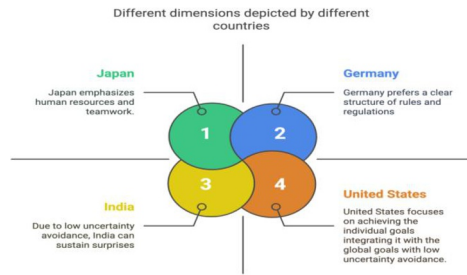 Different dimensions depicted by different
countries
Japan
Japan emphasizes
human resources and
teamwork.
Germany
Germany prefers a clear
structure of rules and
regulations
1
2
3
4
India
Due to low uncertainty
avoidance, India can
sustain surprises
United States
United States focuses
on achieving the
individual goals
integrating it with the
global goals with low
uncertainty avoidance.